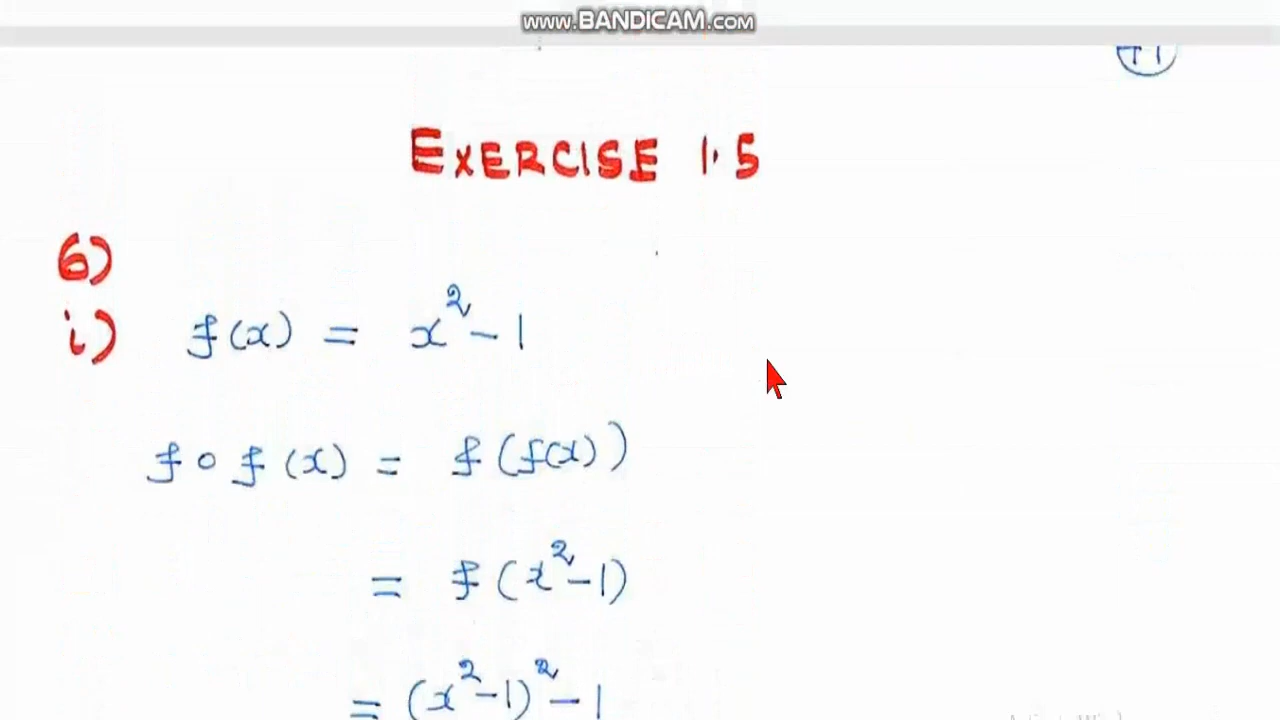 www.BANDICAM.com
EXERCISE 1.5
6)
i) f(x) = x² - 1
f o f (x) = f (f(x))
= f (x² - 1)
= (x² - 1)² - 1